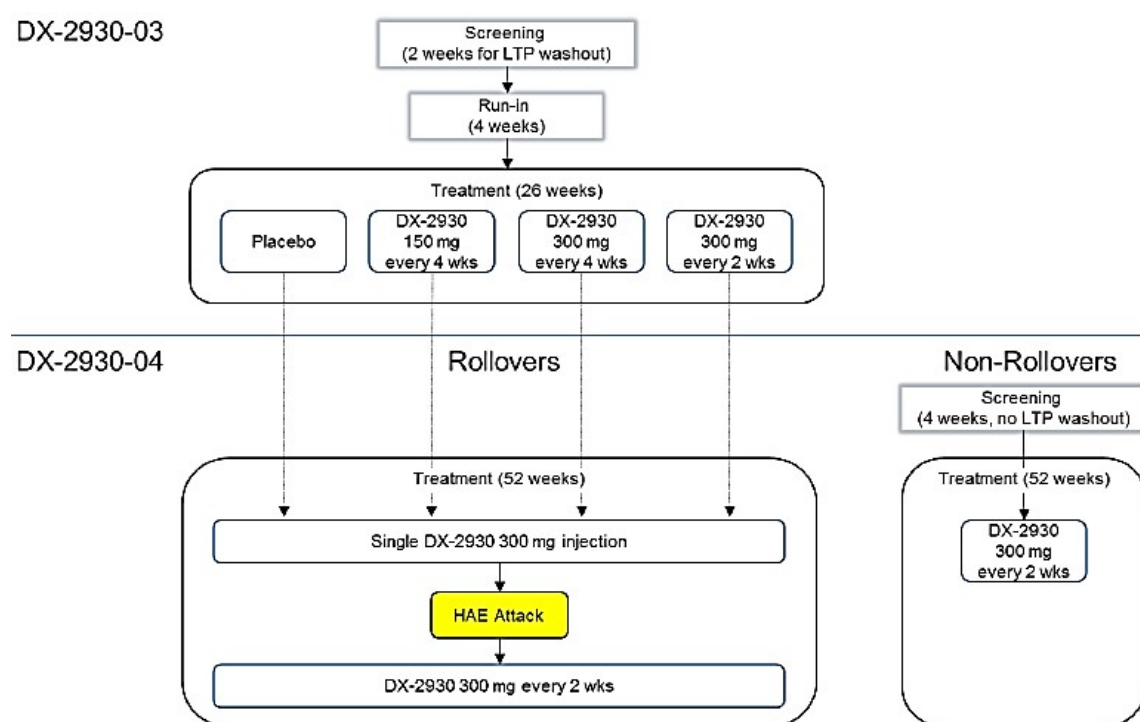 DX-2930-03
Screening
(2 weeks for LTP washout)
Run-in
(4 weeks)
Treatment (26 weeks)
Placebo
DX-2930
150 mg
every 4 wks
DX-2930
300 mg
every 4 wks
DX-2930
300 mg
every 2 wks
DX-2930-04
Rollovers
Non-Rollovers
Screening
(4 weeks, no LTP washout)
Treatment (52 weeks)
Single DX-2930 300 mg injection
HAE Attack
DX-2930 300 mg every 2 wks
Treatment (52 weeks)
DX-2930
300 mg
every 2 wks